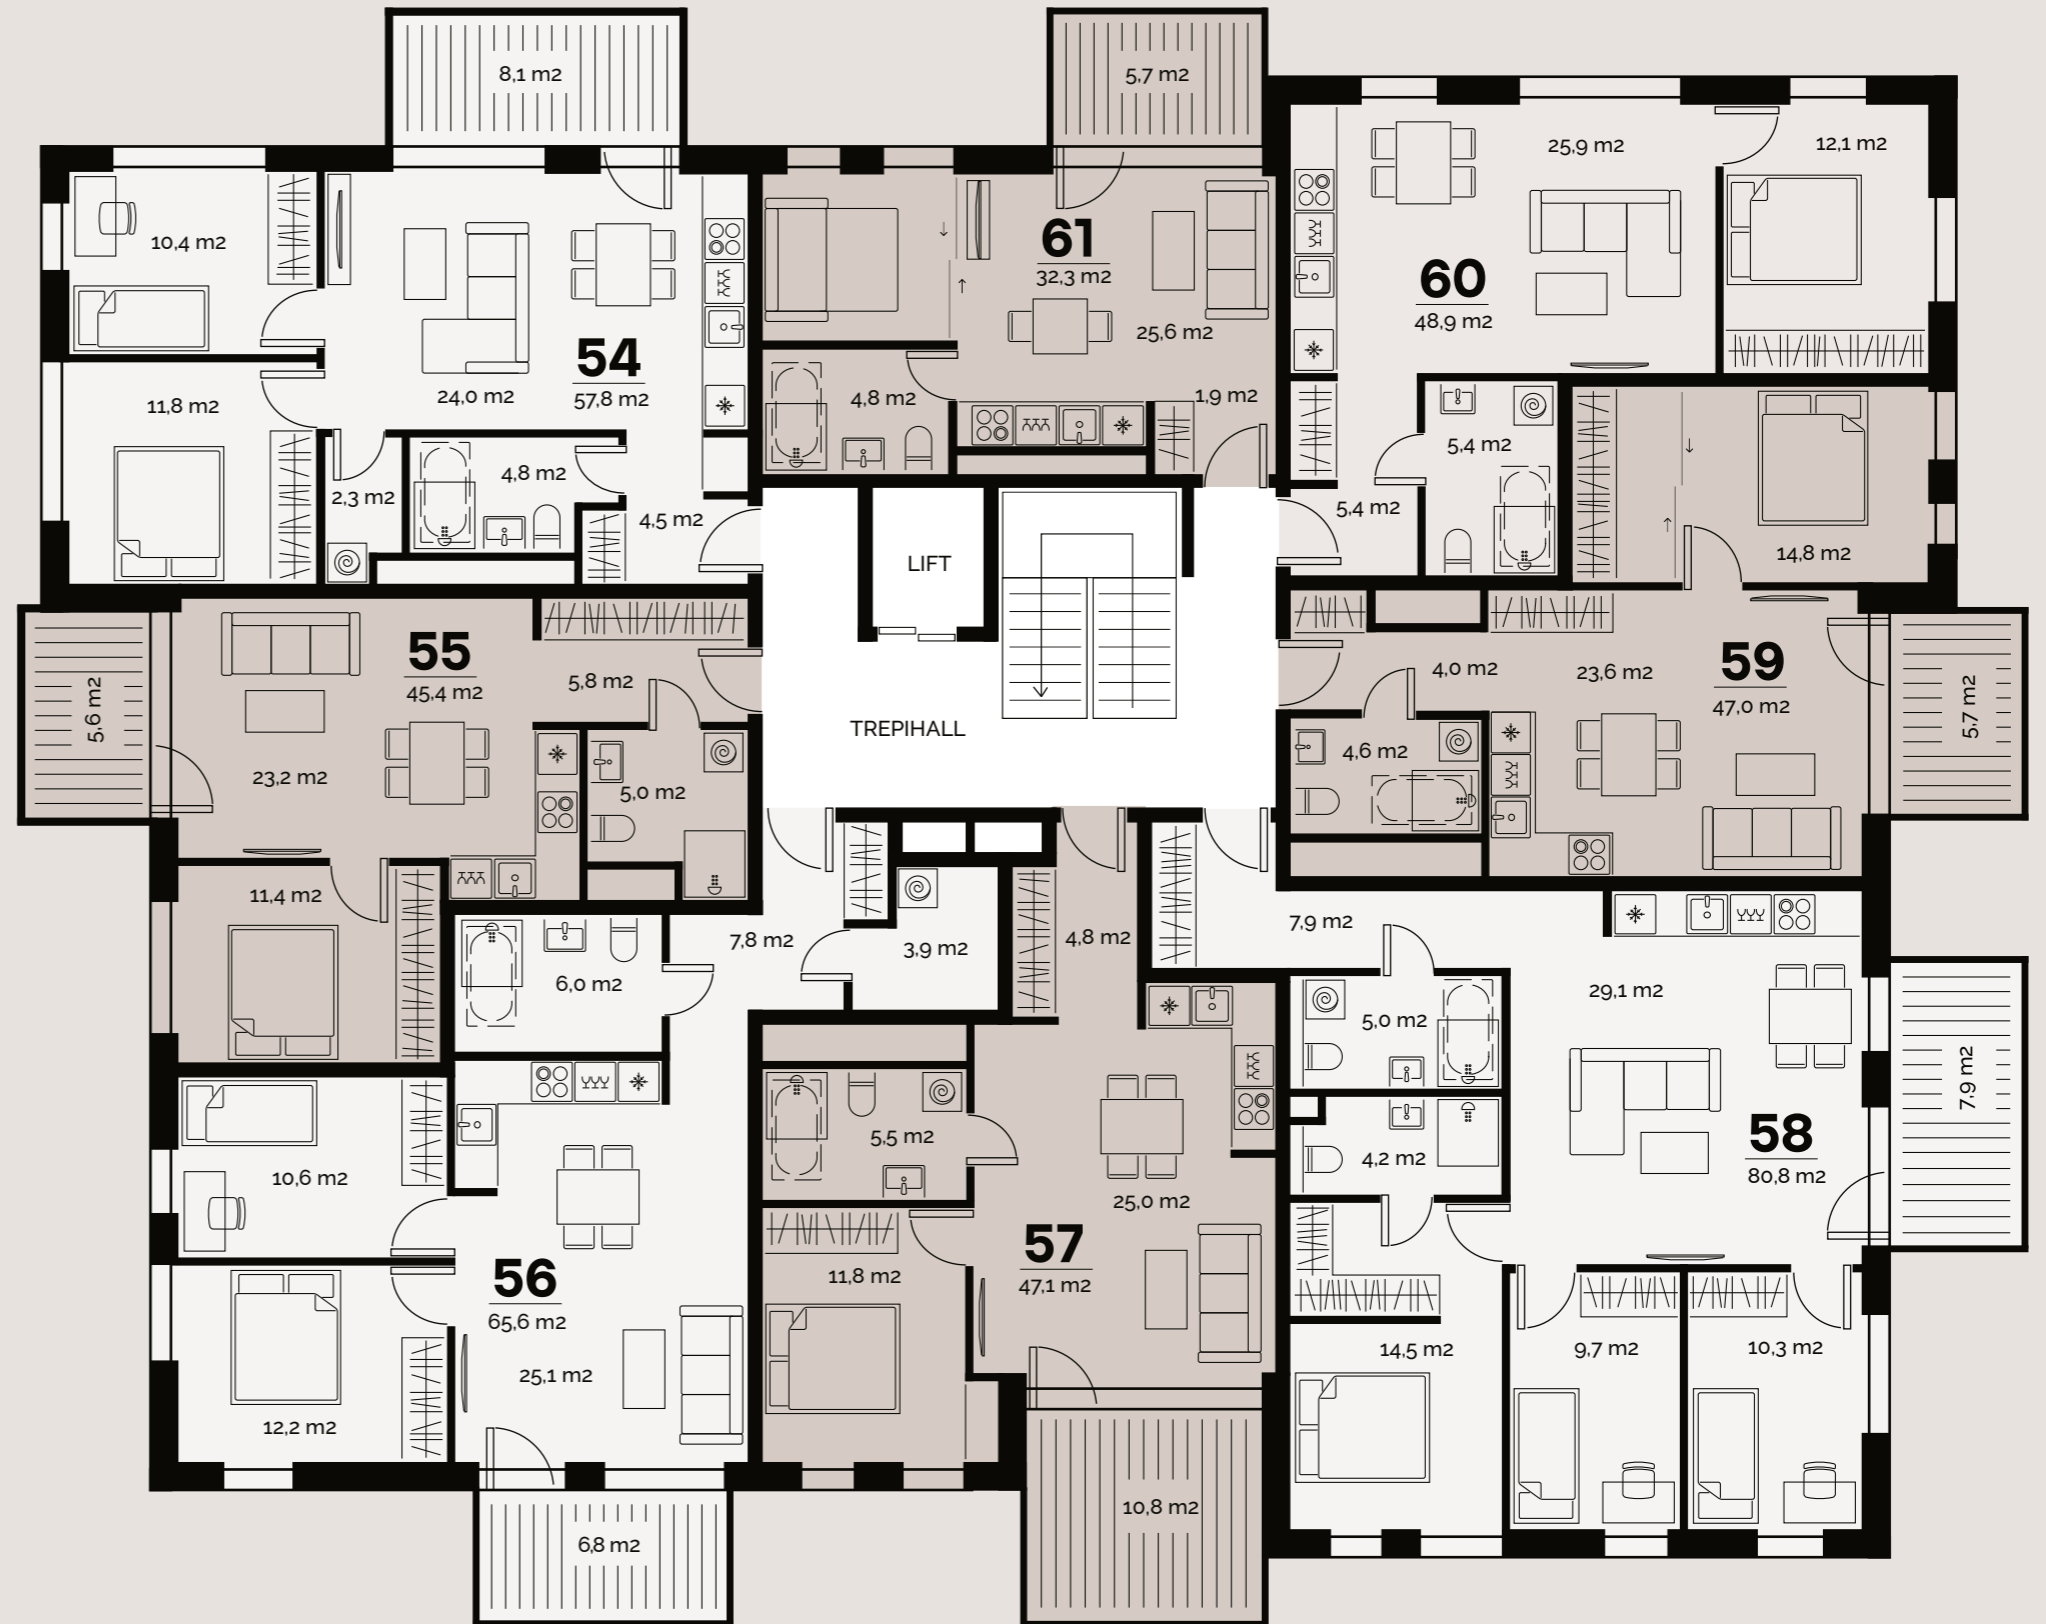 8,1 m2
5,7 m2
10,4 m2
11,8 m2
24,0 m2
54
57,8 m2
2,3 m2
4,8 m2
4,5 m2
61
32,3 m2
25,6 m2
4,8 m2
1,9 m2
25,9 m2
12,1 m2
60
48,9 m2
5,4 m2
5,4 m2
14,8 m2
LIFT
TREPIHALL
5,6 m2
55
45,4 m2
5,8 m2
23,2 m2
5,0 m2
11,4 m2
4,0 m2
23,6 m2
59
47,0 m2
4,6 m2
5,7 m2
7,8 m2
3,9 m2
6,0 m2
10,6 m2
56
65,6 m2
25,1 m2
12,2 m2
6,8 m2
4,8 m2
5,5 m2
25,0 m2
57
47,1 m2
11,8 m2
10,8 m2
7,9 m2
29,1 m2
5,0 m2
4,2 m2
58
80,8 m2
7,9 m2
14,5 m2
9,7 m2
10,3 m2